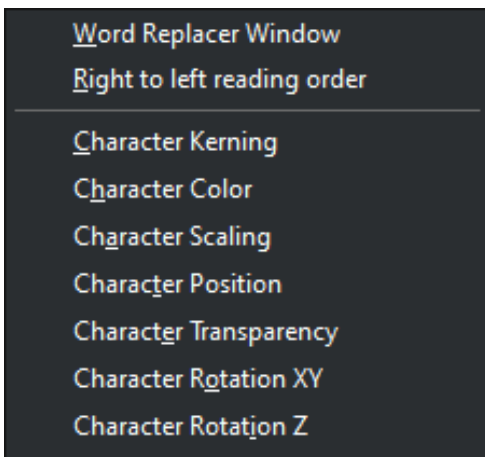 Word Replacer Window
Right to left reading order
Character Kerning
Character Color
Character Scaling
Character Position
Character Transparency
Character Rotation XY
Character Rotation Z